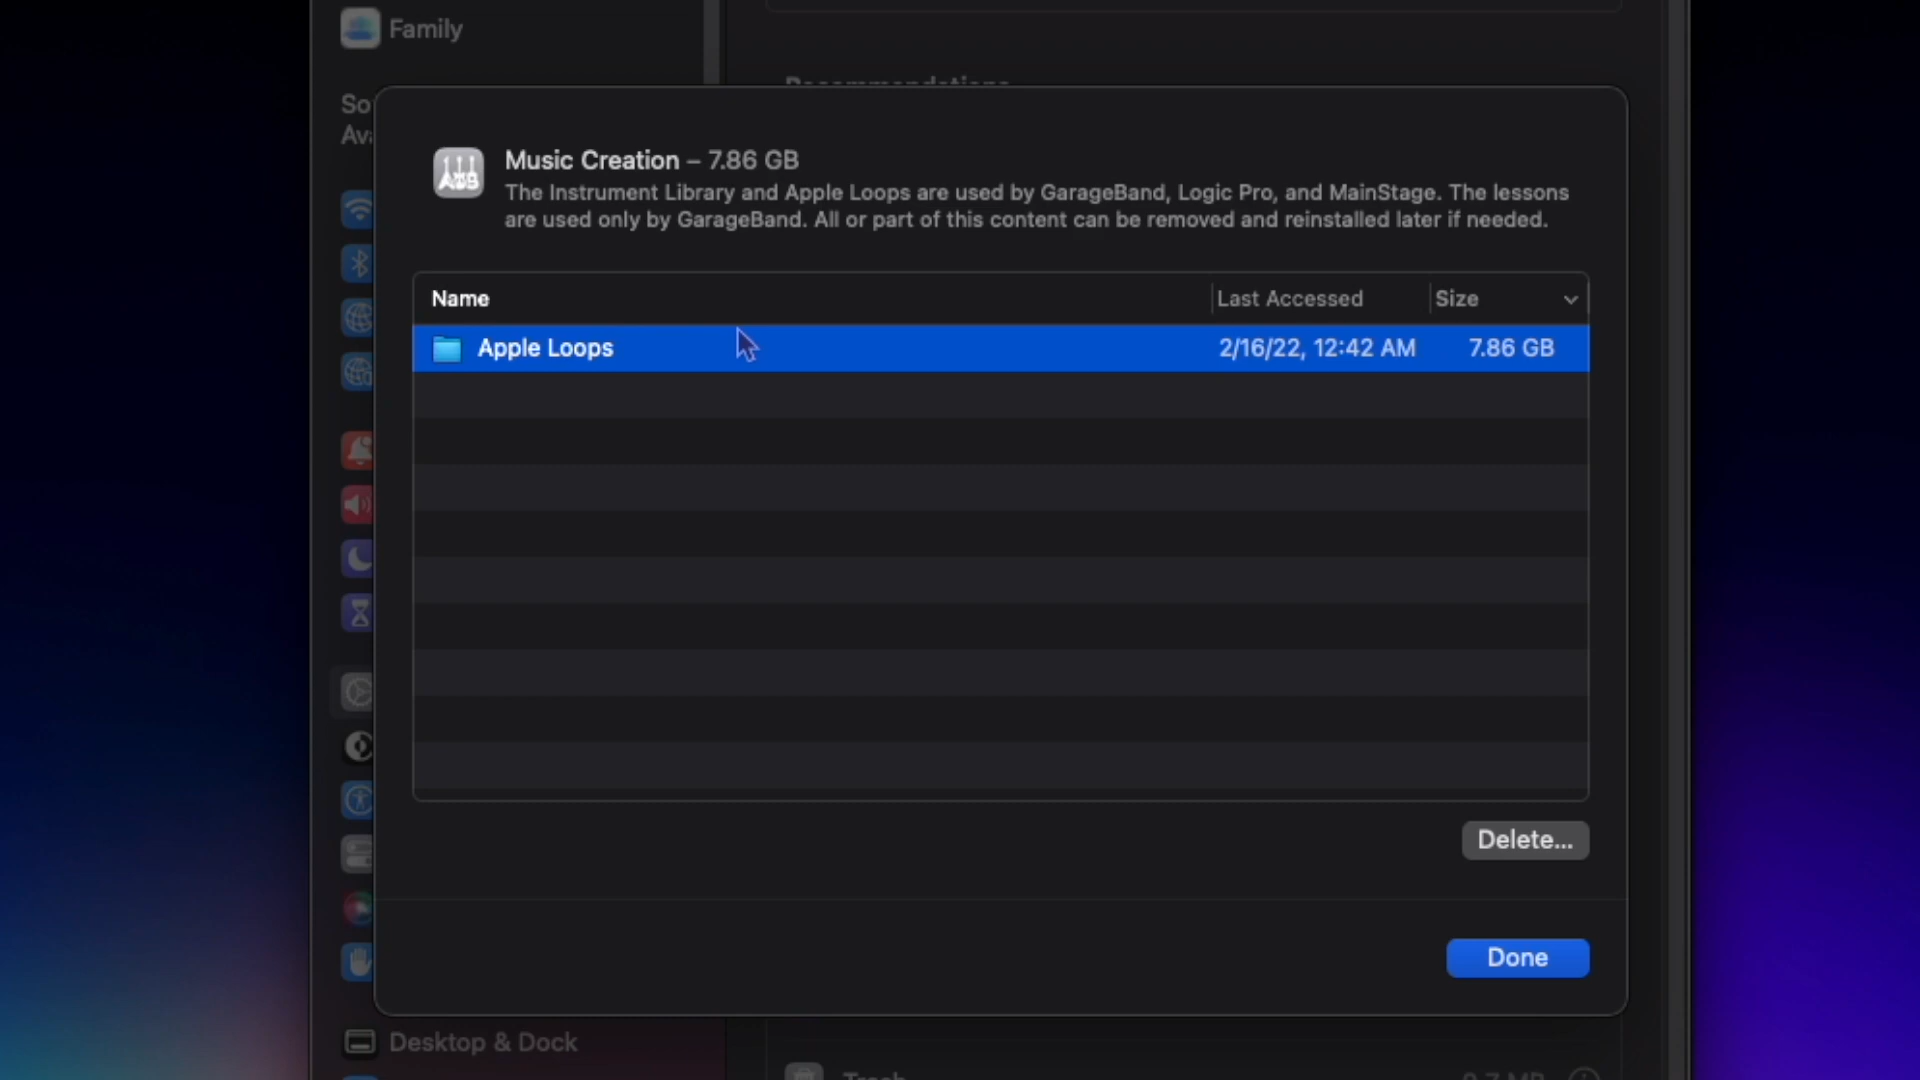 Family
Music Creation – 7.86 GB
The Instrument Library and Apple Loops are used by GarageBand, Logic Pro, and MainStage. The lessons
are used only by GarageBand. All or part of this content can be removed and reinstalled later if needed.
Name Last Accessed Size
Apple Loops 2/16/22, 12:42 AM 7.86 GB
Delete...
Done
Desktop & Dock